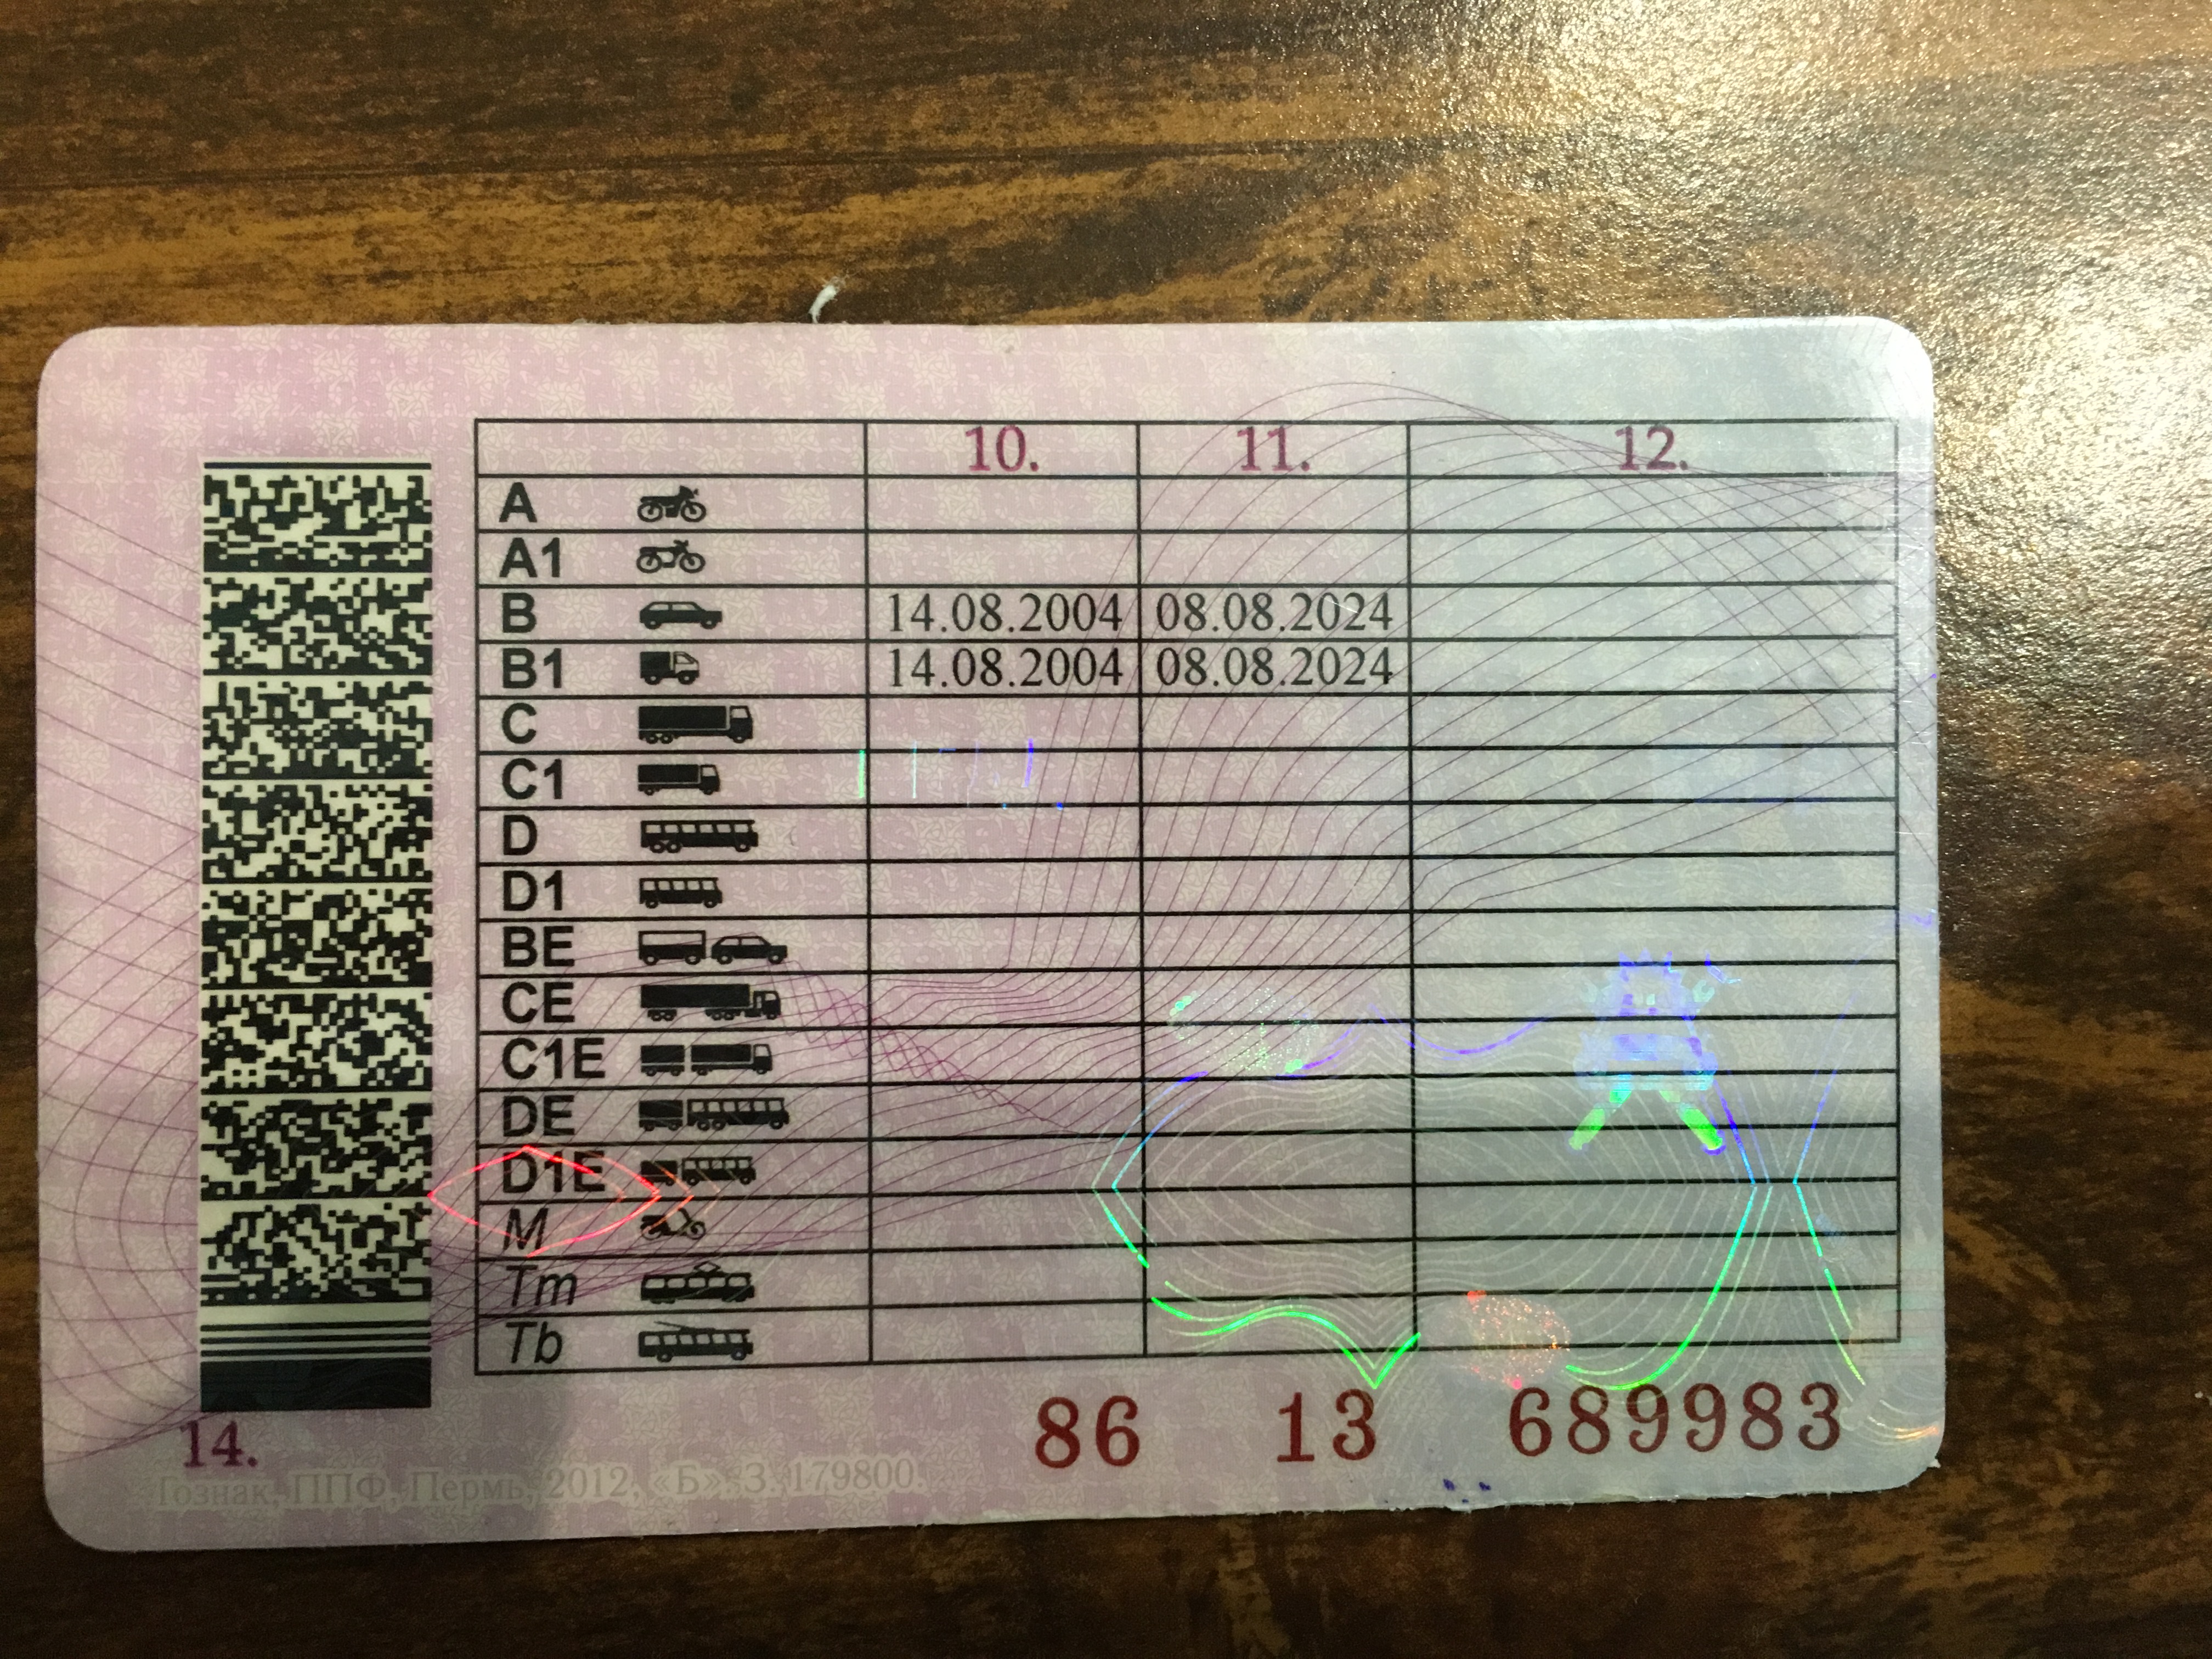 10. 11. 12.
A
A1
B 14.08.2004 08.08.2024
B1 14.08.2004 08.08.2024
C
C1
D
D1
BE
CE
C1E
DE
D1E
M
Tm
Tb
86 13 689983
14.
Гознак, ППФ, Пермь, 2012, «Б». З. 179800.